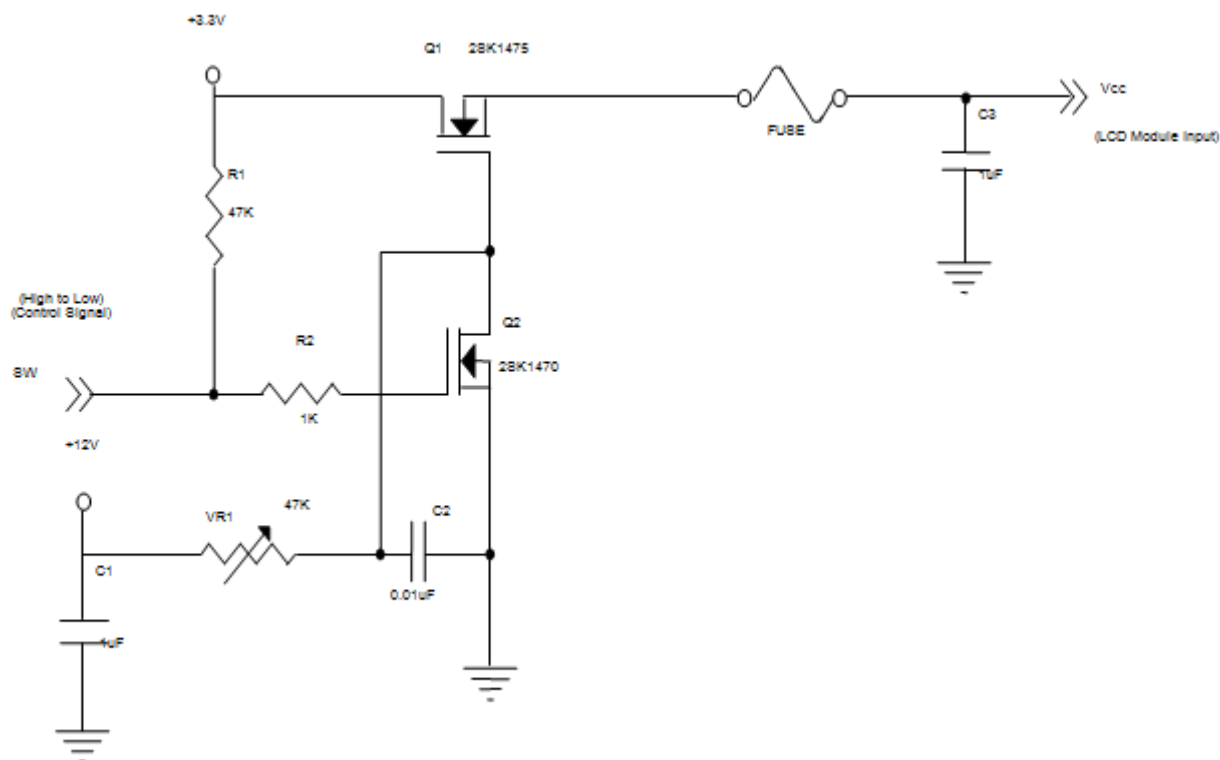 +3.3V
Q1 2SK1475
Vcc
C3
FUSE
(LCD Module Input)
1uF
R1
47K
(High to Low)
(Control Signal)
Q2
R2
2SK1470
SW
1K
+12V
47K
C2
VR1
C1
0.01uF
1uF